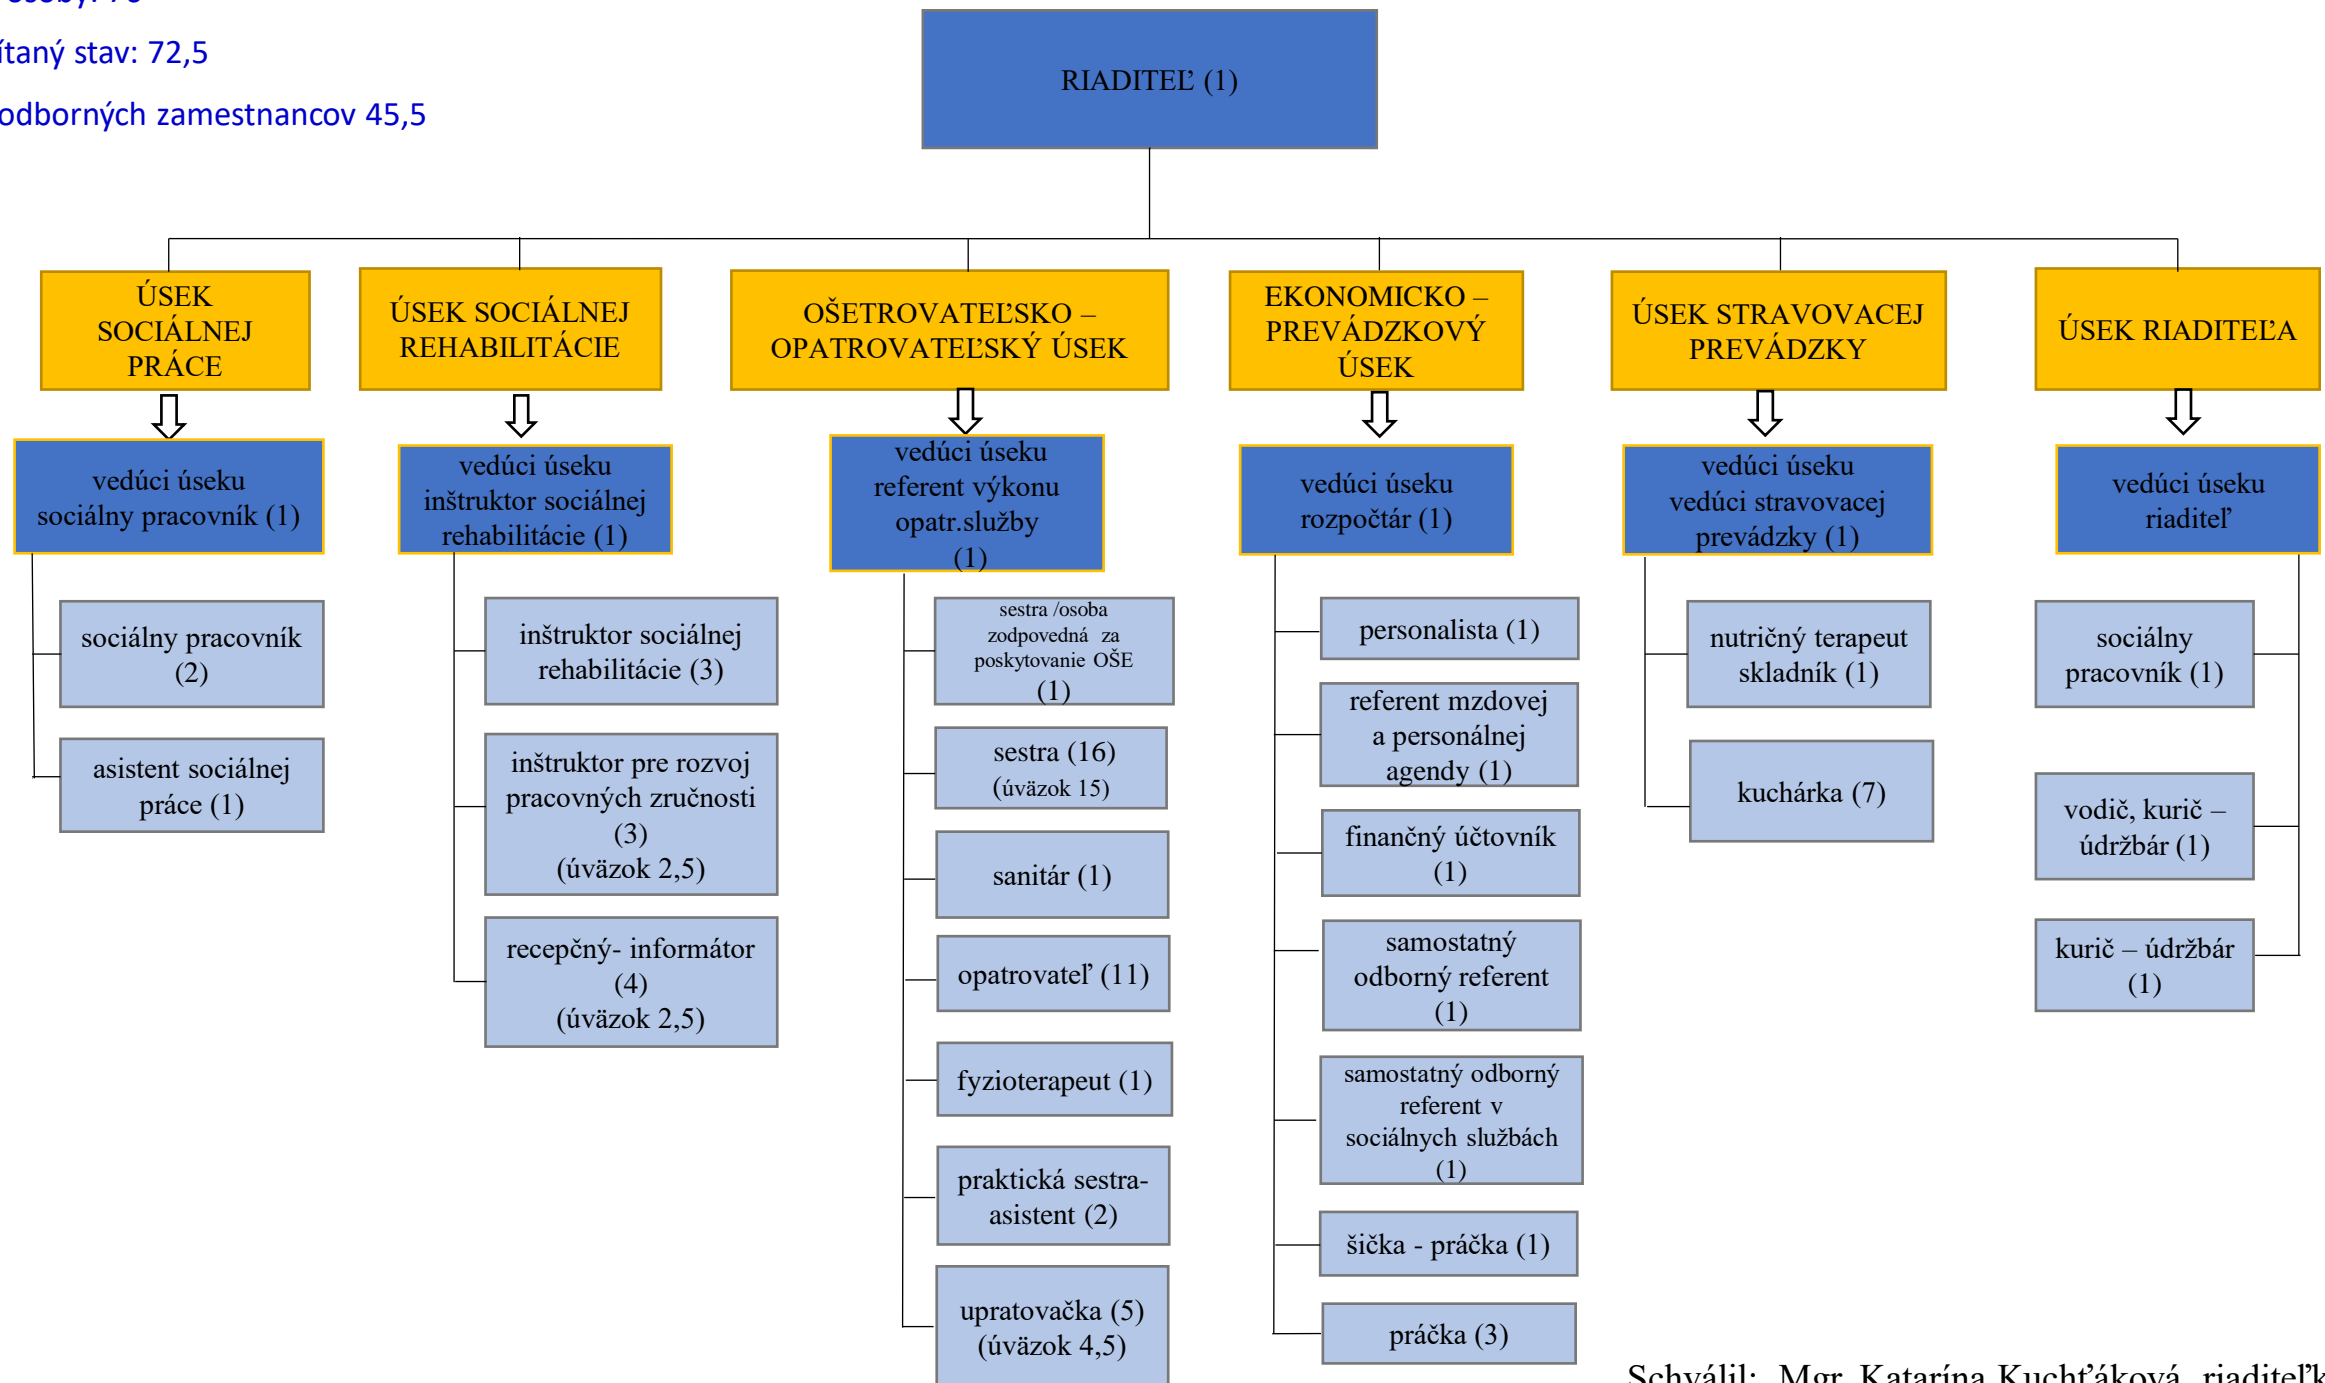 osoby: 76
ítaný stav: 72,5
odborných zamestnancov 45,5
RIADITEĽ (1)
ÚSEK
SOCIÁLNEJ
PRÁCE
ÚSEK SOCIÁLNEJ
REHABILITÁCIE
OŠETROVATEĽSKO –
OPATROVATEĽSKÝ ÚSEK
EKONOMICKO –
PREVÁDZKOVÝ
ÚSEK
ÚSEK STRAVOVACEJ
PREVÁDZKY
ÚSEK RIADITEĽA
vedúci úseku
sociálny pracovník (1)
vedúci úseku
inštruktor sociálnej
rehabilitácie (1)
vedúci úseku
referent výkonu
opatr.služby
(1)
vedúci úseku
rozpočtár (1)
vedúci úseku
vedúci stravovacej
prevádzky (1)
vedúci úseku
riaditeľ
sociálny pracovník
(2)
asistent sociálnej
práce (1)
inštruktor sociálnej
rehabilitácie (3)
inštruktor pre rozvoj
pracovných zručnosti
(3)
(úväzok 2,5)
recepčný- informátor
(4)
(úväzok 2,5)
sestra /osoba
zodpovedná za
poskytovanie OŠE
(1)
sestra (16)
(úväzok 15)
sanitár (1)
opatrovateľ (11)
fyzioterapeut (1)
praktická sestra-
asistent (2)
upratovačka (5)
(úväzok 4,5)
personalista (1)
referent mzdovej
a personálnej
agendy (1)
finančný účtovník
(1)
samostatný
odborný referent
(1)
samostatný odborný
referent v
sociálnych službách
(1)
šička - práčka (1)
práčka (3)
nutričný terapeut
skladník (1)
kuchárka (7)
sociálny
pracovník (1)
vodič, kurič –
údržbár (1)
kurič – údržbár
(1)
Schválil: Mgr. Katarína Kuchťáková, riaditeľk